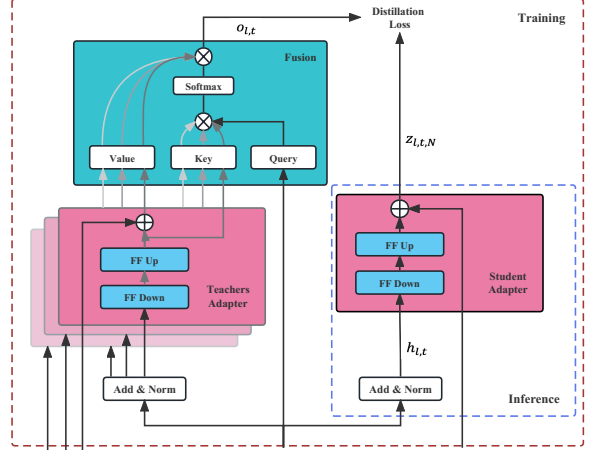 Distillation
Loss
Training
o_{l,t}
Fusion
Softmax
z_{l,t,N}
Value
Key
Query
FF Up
FF Down
Teachers
Adapter
FF Up
FF Down
Student
Adapter
h_{l,t}
Add & Norm
Add & Norm
Inference